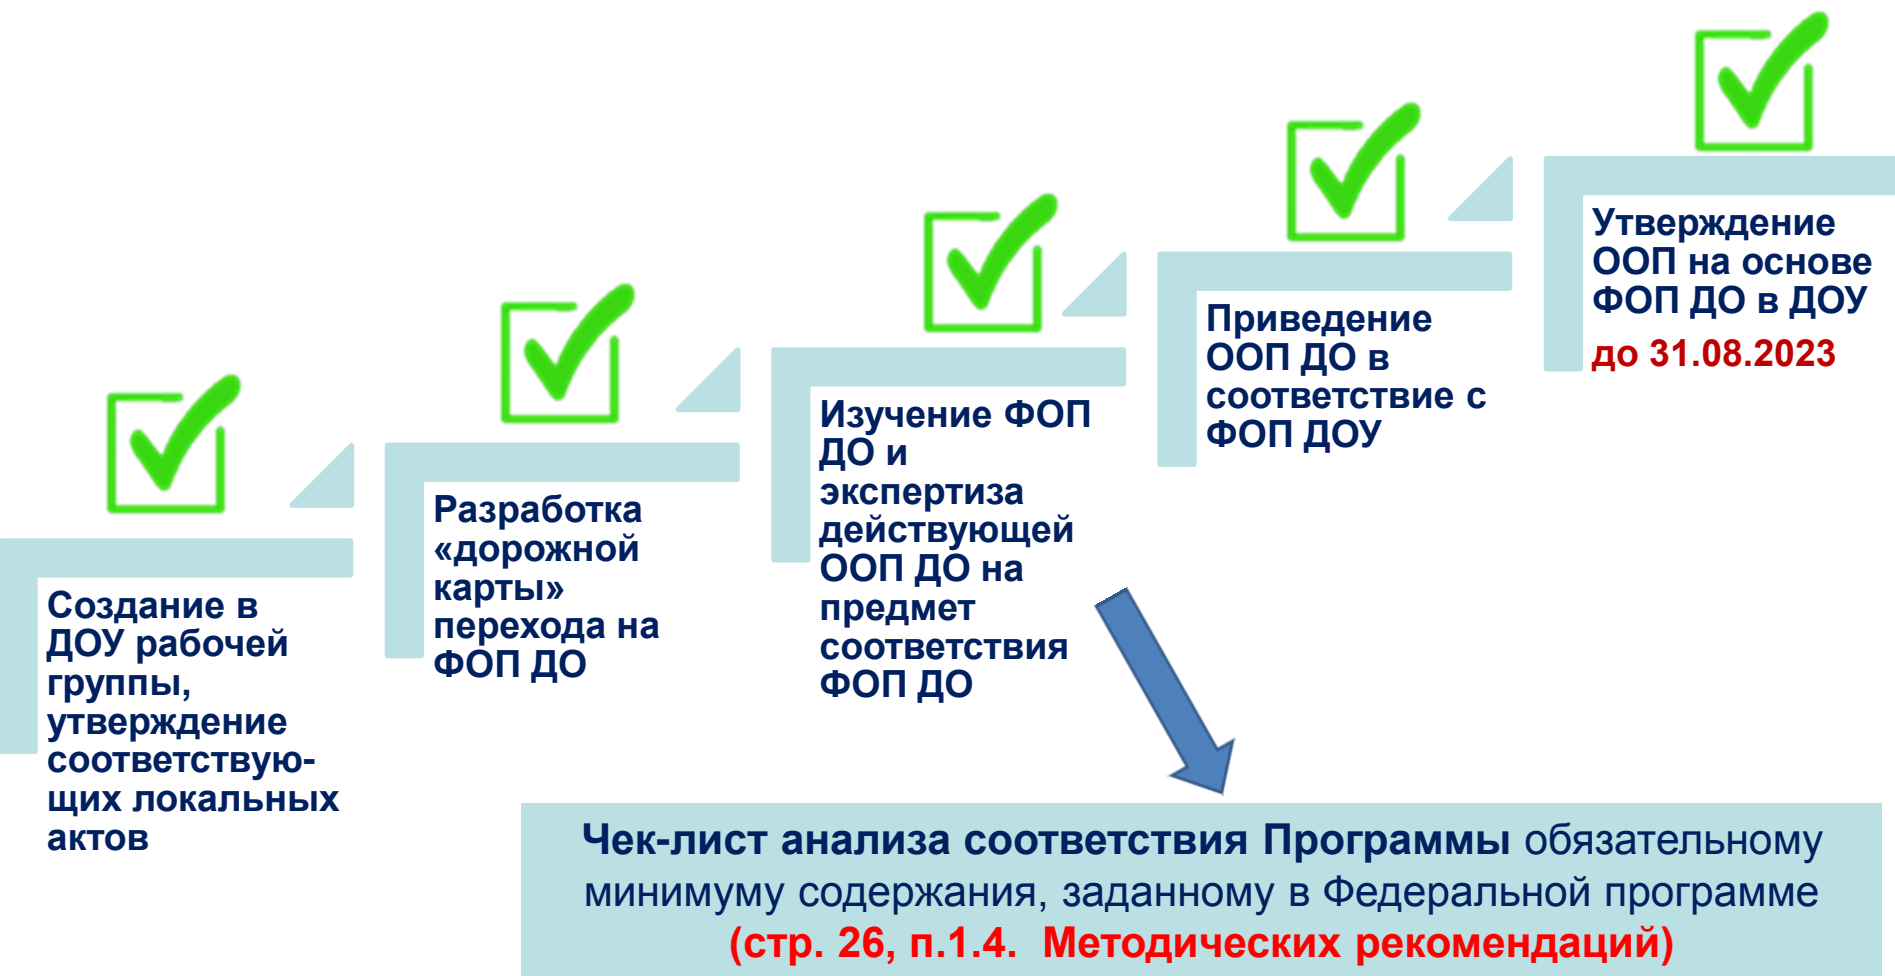 Создание в
ДОУ рабочей
группы,
утверждение
соответствую-
щих локальных
актов
Разработка
«дорожной
карты»
перехода на
ФОП ДО
Изучение ФОП
ДО и
экспертиза
действующей
ООП ДО на
предмет
соответствия
ФОП ДО
Приведение
ООП ДО в
соответствие с
ФОП ДОУ
Утверждение
ООП на основе
ФОП ДО в ДОУ
до 31.08.2023
Чек-лист анализа соответствия Программы обязательному
минимуму содержания, заданному в Федеральной программе
(стр. 26, п.1.4. Методических рекомендаций)